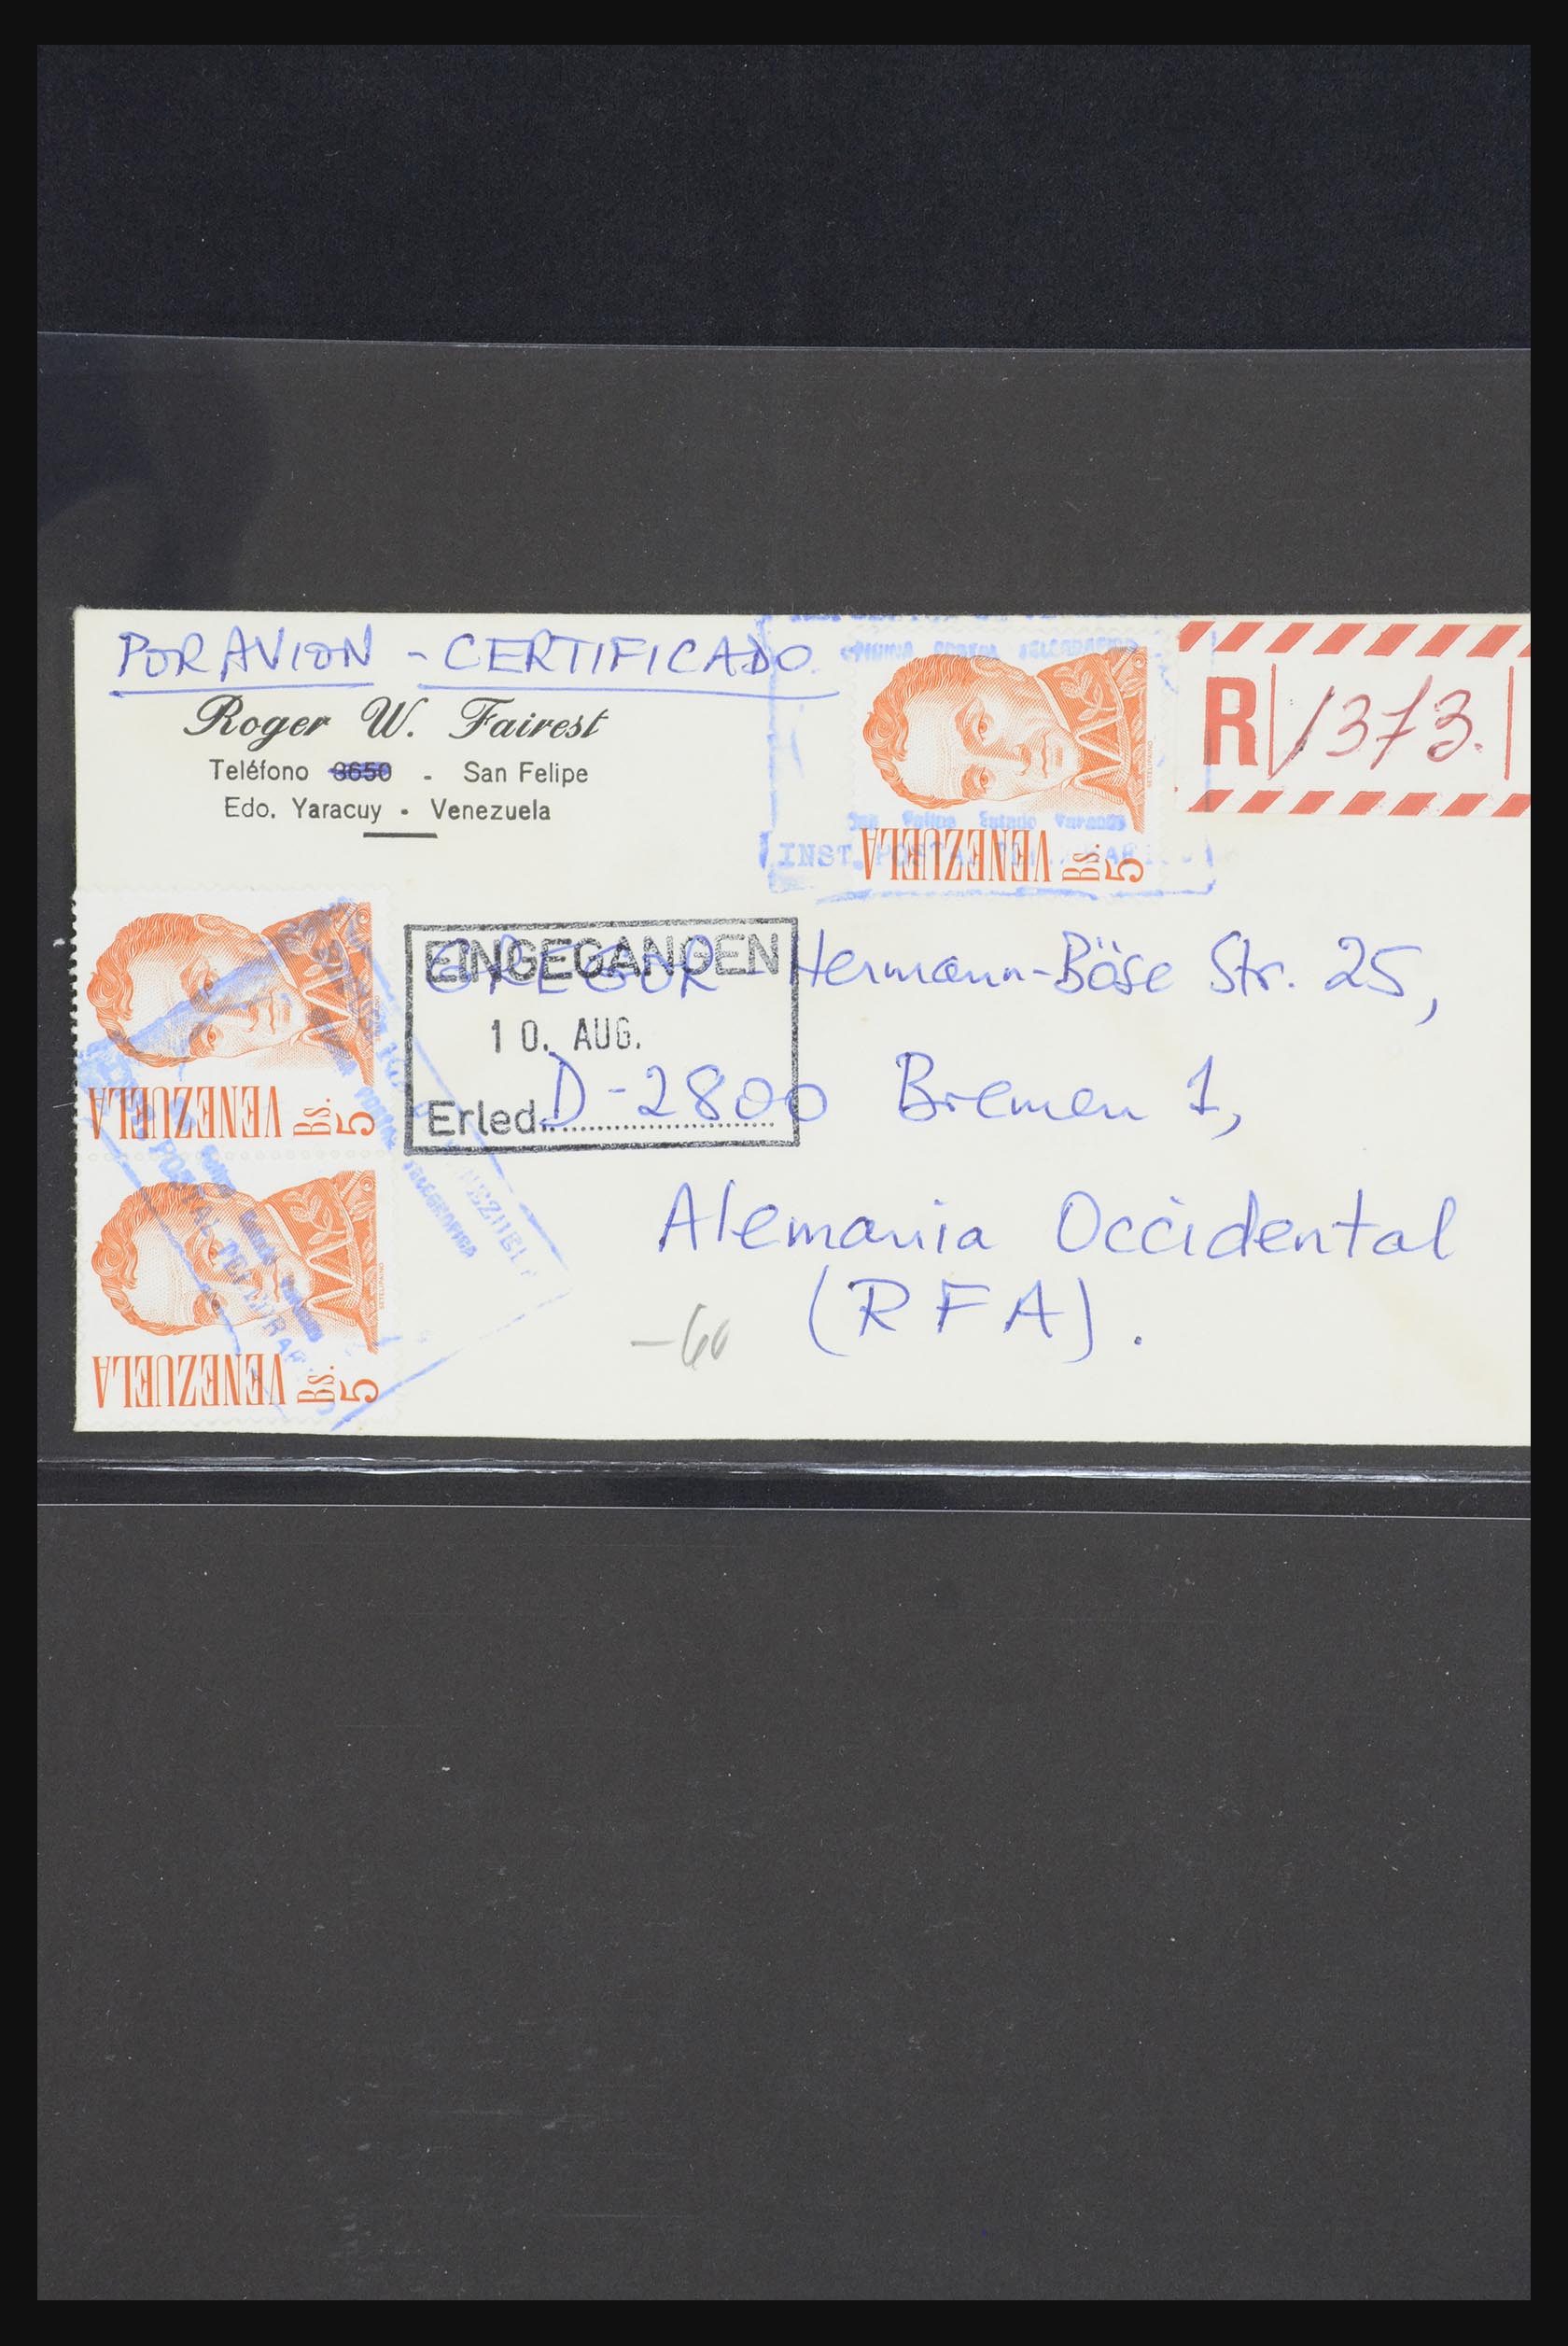 POR AVION - CERTIFICADO
Roger W. Fairest
Teléfono 3650 - San Felipe
Edo. Yaracuy - Venezuela
R 1373.
VENEZUELA Bs. 5
INST. POSTAL
EINGEGANGEN
10. AUG.
Erled.
GREGOR Hermann-Böse Str. 25,
D-2800 Bremen 1,
Alemania Occidental
(RFA).
-60
VENEZUELA Bs. 5
VENEZUELA Bs. 5